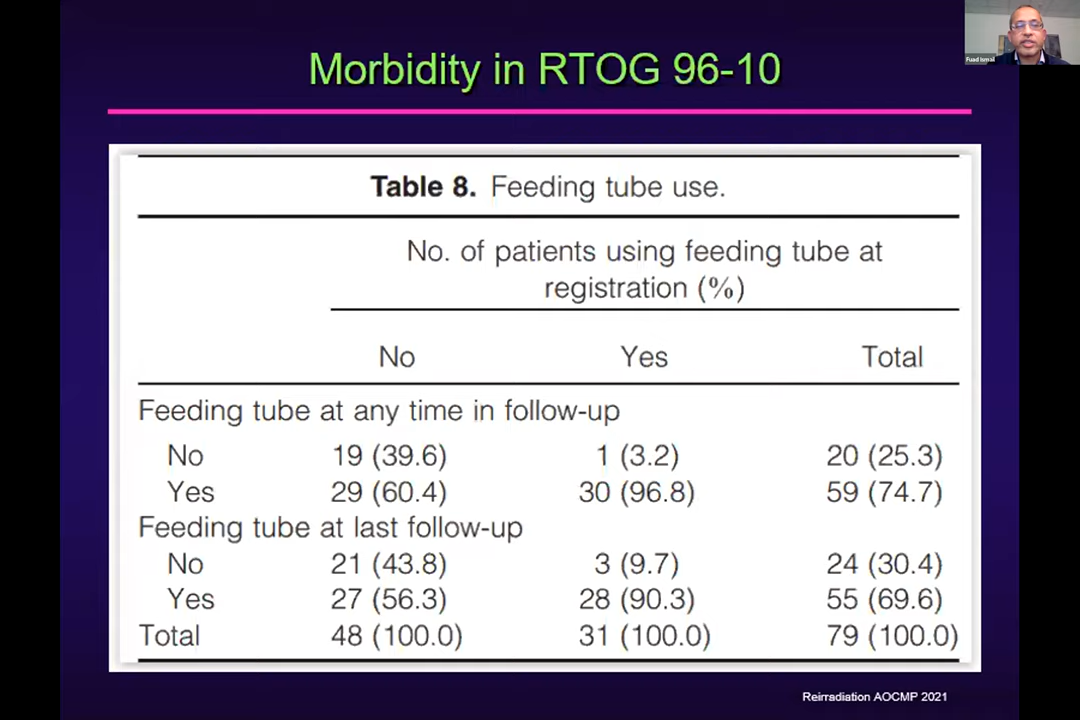 Morbidity in RTOG 96-10
Fuad Ismail
Table 8. Feeding tube use.
No. of patients using feeding tube at
registration (%)
No Yes Total
Feeding tube at any time in follow-up
No 19 (39.6) 1 (3.2) 20 (25.3)
Yes 29 (60.4) 30 (96.8) 59 (74.7)
Feeding tube at last follow-up
No 21 (43.8) 3 (9.7) 24 (30.4)
Yes 27 (56.3) 28 (90.3) 55 (69.6)
Total 48 (100.0) 31 (100.0) 79 (100.0)
Reirradiation AOCMP 2021